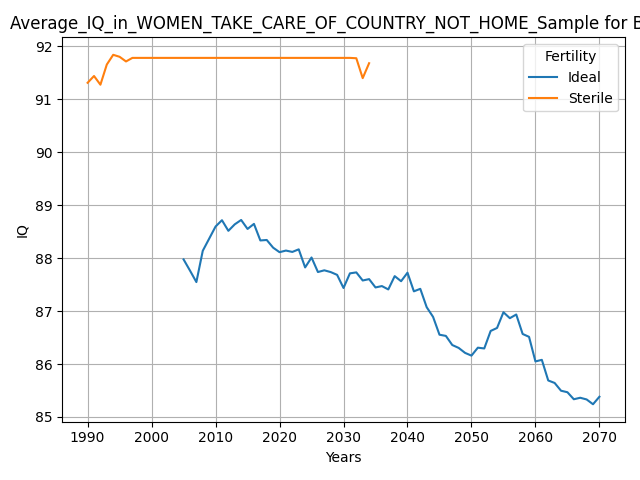 Average_IQ_in_WOMEN_TAKE_CARE_OF_COUNTRY_NOT_HOME_Sample for
Fertility
Ideal
Sterile
92
91
90
89
88
87
86
85
IQ
1990 2000 2010 2020 2030 2040 2050 2060 2070
Years